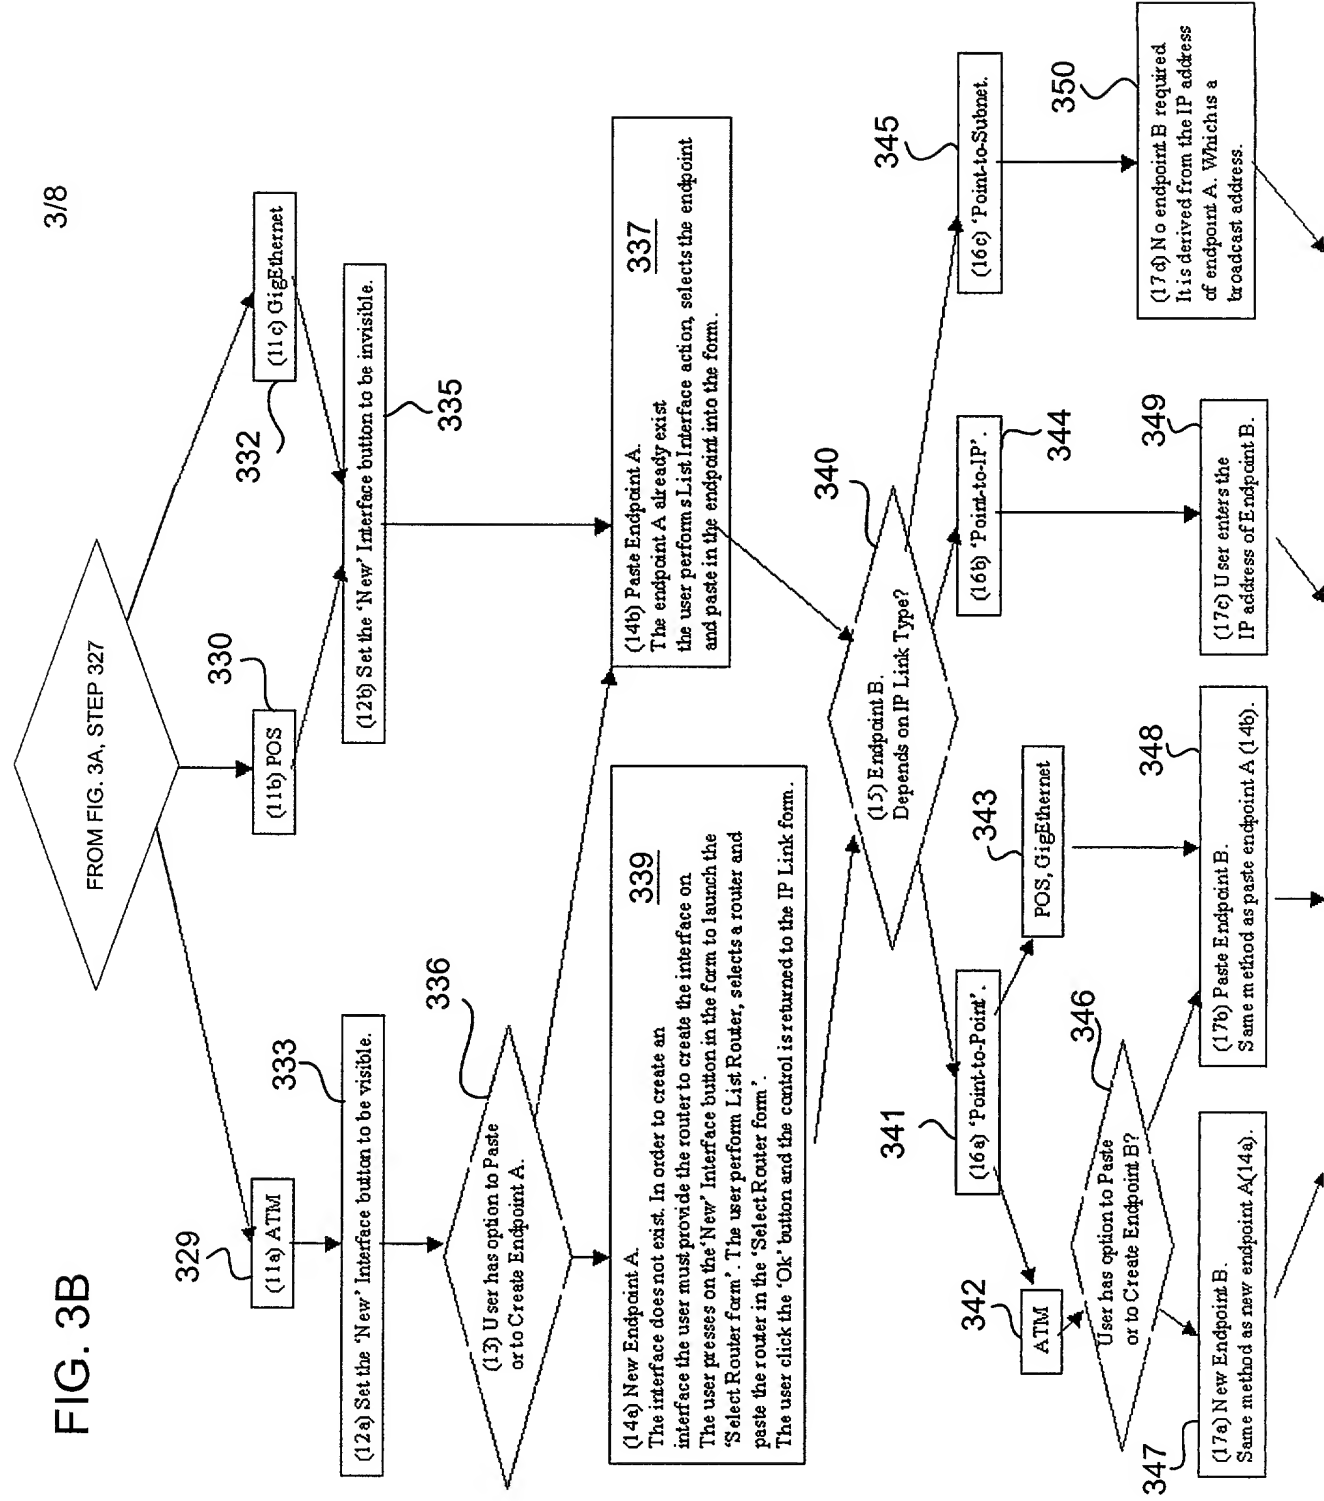 FIG. 3B
3/8
FROM FIG. 3A, STEP 327
329
(11a) ATM
330
(11b) POS
332
(11c) GigEthernet
333
(12a) Set the 'New' Interface button to be visible.
(12b) Set the 'New' Interface button to be invisible.
335
336
(13) User has option to Paste
or to Create Endpoint A.
(14a) New Endpoint A.
339
The interface does not exist. In order to create an
interface the user must provide the router to create the interface on
The user presses on the 'New' Interface button in the form to launch the
'Select Router form'. The user perform List Router, selects a router and
paste the router in the 'Select Router form'.
The user click the 'Ok' button and the control is returned to the IP Link form.
(14b) Paste Endpoint A.
337
The endpoint A already exist
the user performs List Interface action, selects the endpoint
and paste in the endpoint into the form.
340
(15) Endpoint B.
Depends on IP Link Type?
341
(16a) 'Point-to-Point'.
(16b) 'Point-to-IP'.
344
345
(16c) 'Point-to-Subnet.
342
ATM
343
POS, GigEthernet
346
User has option to Paste
or to Create Endpoint B?
347
(17a) New Endpoint B.
Same method as new endpoint A(14a).
348
(17b) Paste Endpoint B.
Same method as paste endpoint A (14b).
349
(17c) User enters the
IP address of Endpoint B.
350
(17d) No endpoint B required
It is derived from the IP address
of endpoint A. Which is a
broadcast address.